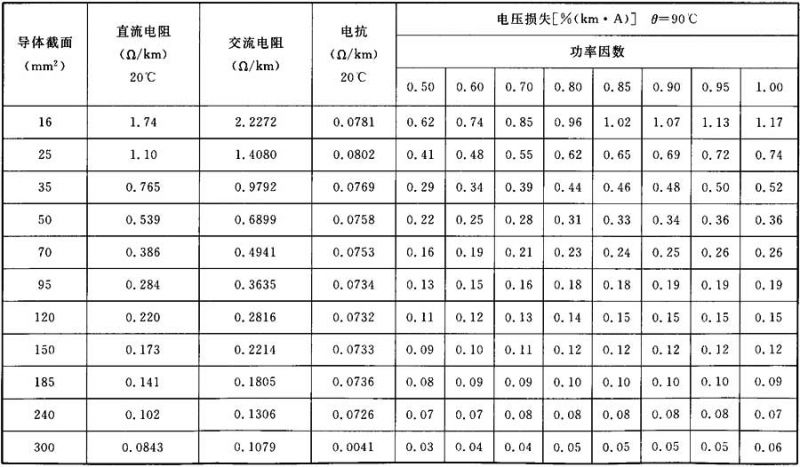 导体截面 (mm²) 直流电阻 (Ω/km) 20℃ 交流电阻 (Ω/km) 电抗 (Ω/km) 20℃ 电压损失[%(km·A)] θ=90℃
功率因数
0.50 0.60 0.70 0.80 0.85 0.90 0.95 1.00
16 1.74 2.2272 0.0781 0.62 0.74 0.85 0.96 1.02 1.07 1.13 1.17
25 1.10 1.4080 0.0802 0.41 0.48 0.55 0.62 0.65 0.69 0.72 0.74
35 0.765 0.9792 0.0769 0.29 0.34 0.39 0.44 0.46 0.48 0.50 0.52
50 0.539 0.6899 0.0758 0.22 0.25 0.28 0.31 0.33 0.34 0.36 0.36
70 0.386 0.4941 0.0753 0.16 0.19 0.21 0.23 0.24 0.25 0.26 0.26
95 0.284 0.3635 0.0734 0.13 0.15 0.16 0.18 0.18 0.19 0.19 0.19
120 0.220 0.2816 0.0732 0.11 0.12 0.13 0.14 0.15 0.15 0.15 0.15
150 0.173 0.2214 0.0733 0.09 0.10 0.11 0.12 0.12 0.12 0.12 0.12
185 0.141 0.1805 0.0736 0.08 0.09 0.09 0.10 0.10 0.10 0.10 0.09
240 0.102 0.1306 0.0726 0.07 0.07 0.08 0.08 0.08 0.08 0.08 0.07
300 0.0843 0.1079 0.0041 0.03 0.04 0.04 0.05 0.05 0.05 0.05 0.06